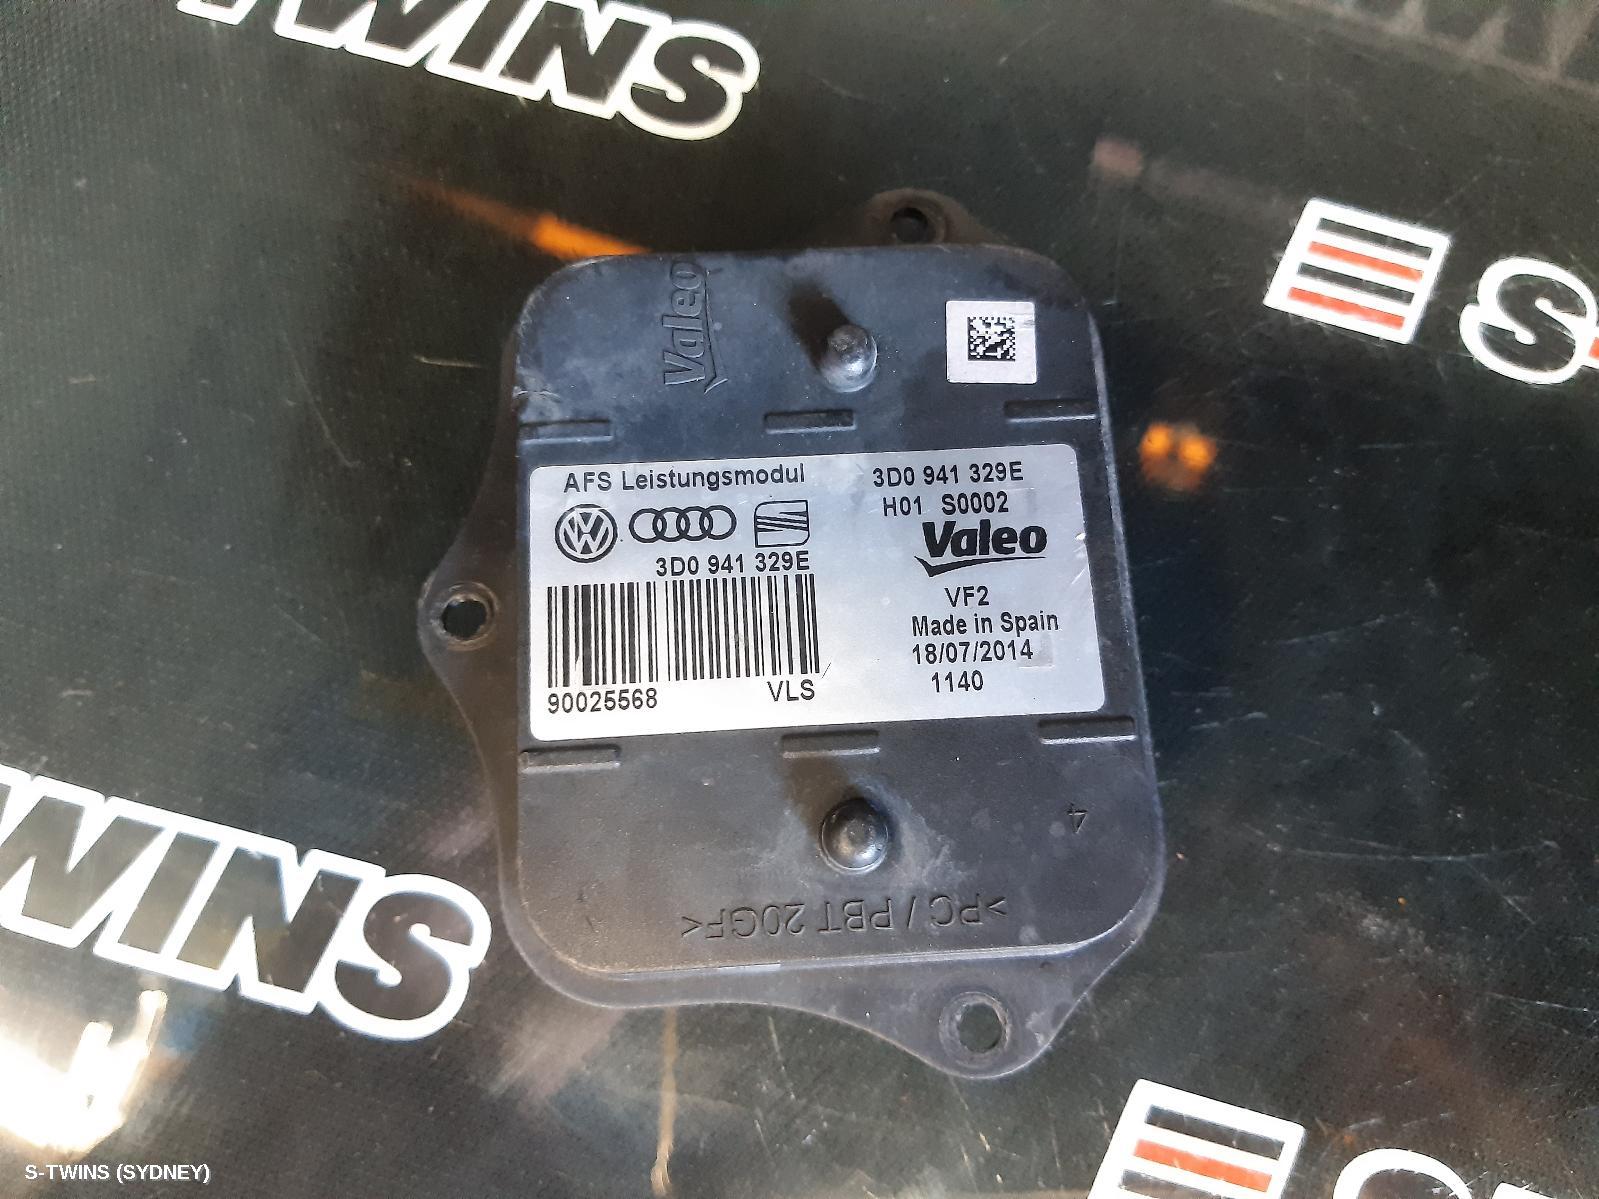 WINS
S
Valeo
AFS Leistungsmodul
3D0 941 329E
H01 S0002
Valeo
3D0 941 329E
VF2
Made in Spain
18/07/2014
1140
90025568
VLS
4
>PC / PBT 20GF<
WINS
S-TWINS (SYDNEY)